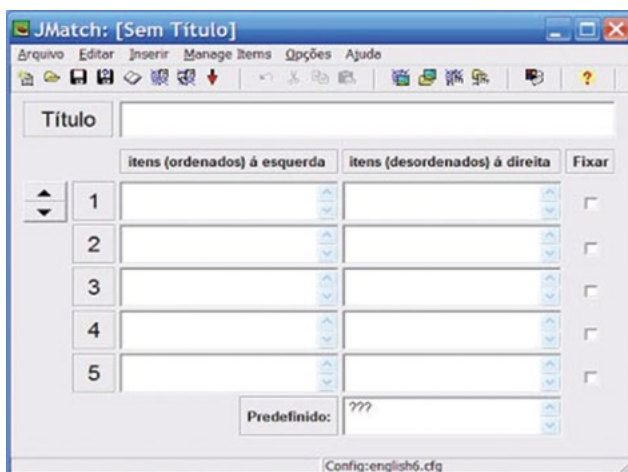 JMatch: [Sem Título]
Arquivo Editar Inserir Manage Items Opções Ajuda
Título
itens (ordenados) á esquerda itens (desordenados) á direita Fixar
1
2
3
4
5
Predefinido: ???
Config:english6.cfg